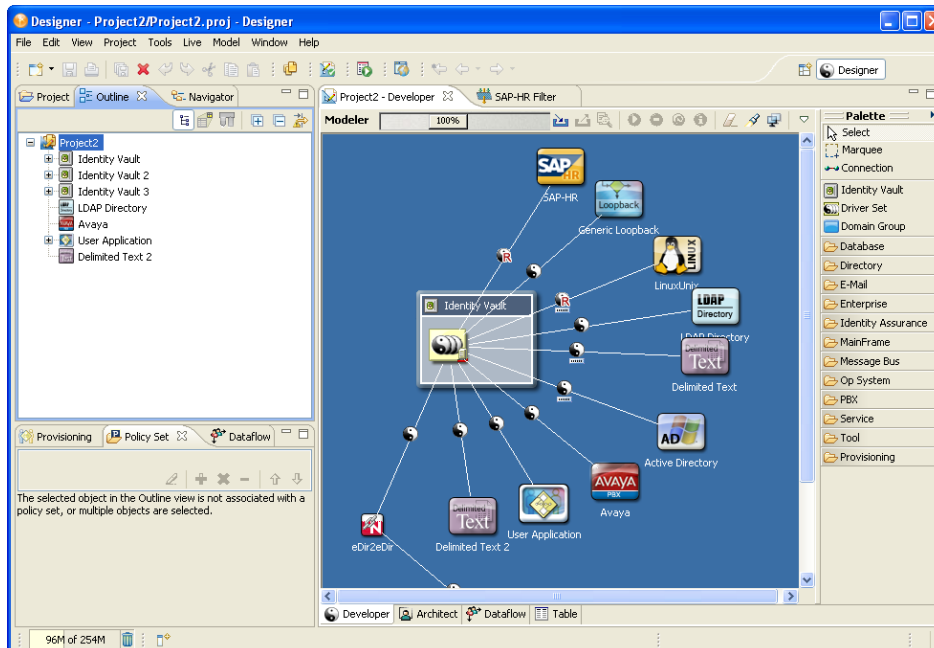 Designer - Project2/Project2.proj - Designer
File Edit View Project Tools Live Model Window Help
Designer
Project Outline Navigator
Project2 - Developer SAP-HR Filter
Modeler 100%
Project2
Identity Vault
Identity Vault 2
Identity Vault 3
LDAP Directory
Avaya
User Application
Delimited Text 2
Provisioning Policy Set Dataflow
The selected object in the Outline view is not associated with a
policy set, or multiple objects are selected.
SAP
HR
SAP-HR
Loopback
Generic Loopback
LINUX
LinuxUnix
R
R
Identity Vault
LDAP
Directory
LDAP Directory
Delimited
Text
Delimited Text
AD
Active Directory
AVAYA
PBX
Avaya
User Application
Delimited
Text
Delimited Text 2
N
eDir2eDir
Palette
Select
Marquee
Connection
Identity Vault
Driver Set
Domain Group
Database
Directory
E-Mail
Enterprise
Identity Assurance
MainFrame
Message Bus
Op System
PBX
Service
Tool
Provisioning
Developer Architect Dataflow Table
96M of 254M